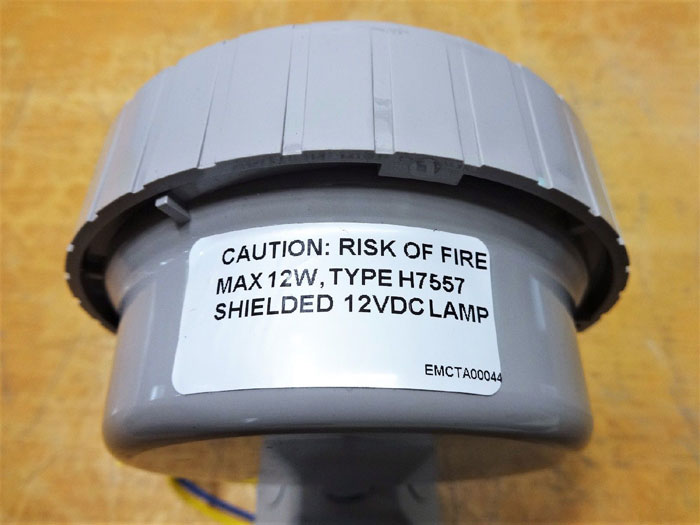 CAUTION: RISK OF FIRE
MAX 12W, TYPE H7557
SHIELDED 12VDC LAMP
EMCTA00044